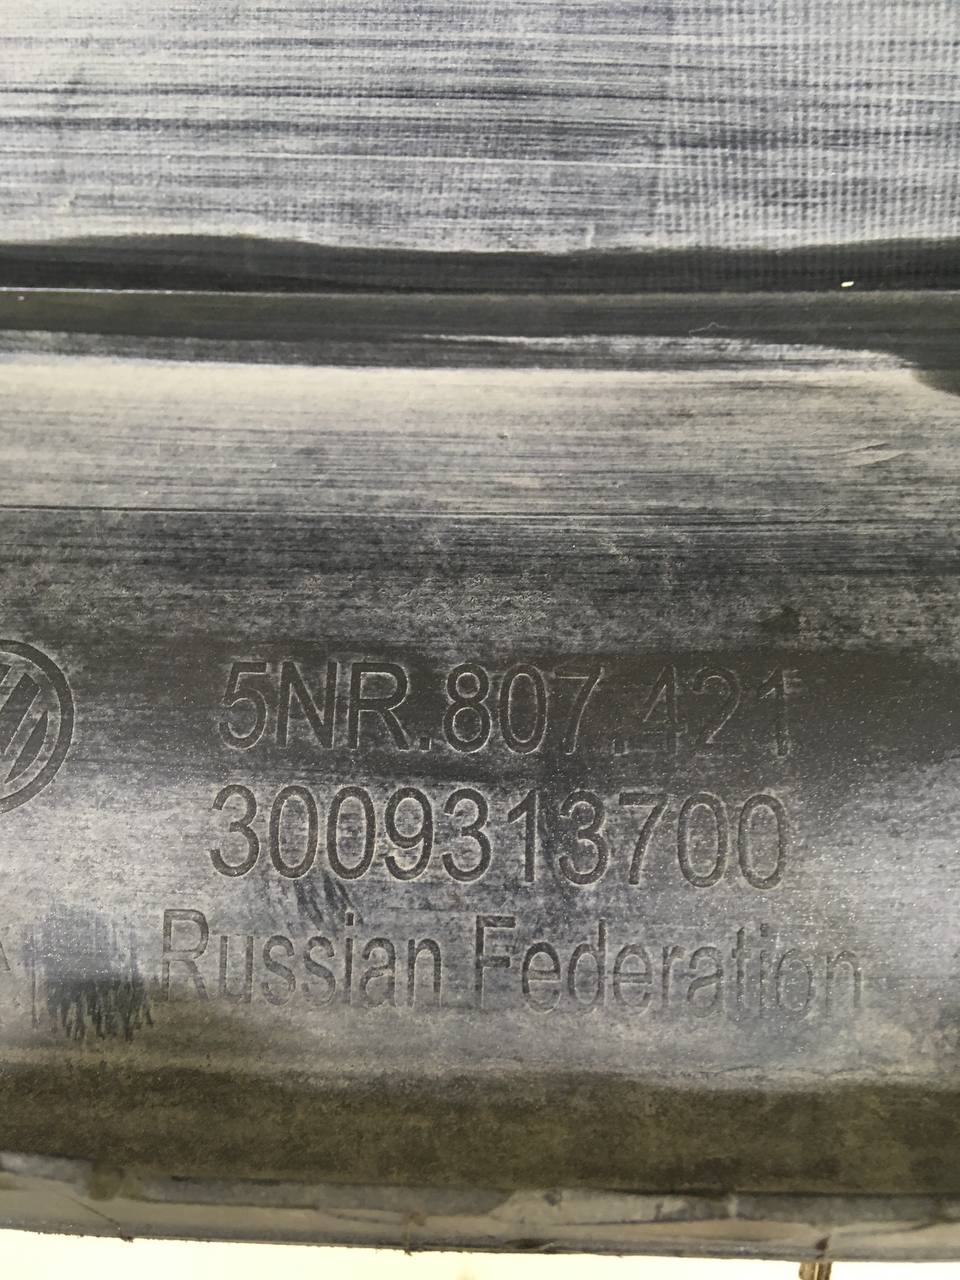 5NR.807.421
3009313700
Russian Federation